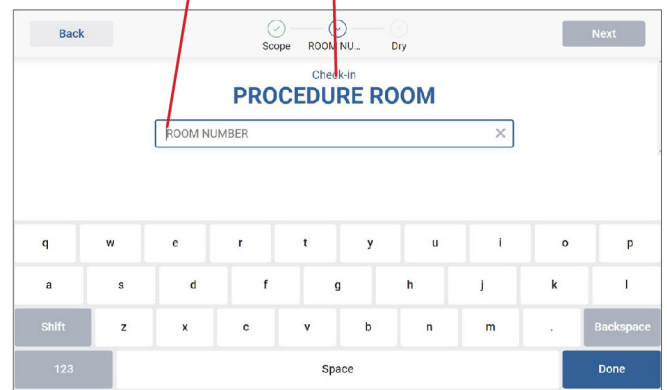 Back
Next
Scope ROOM NU... Dry
Check-in
PROCEDURE ROOM
ROOM NUMBER
q w e r t y u i o p
a s d f g h j k l
Shift z x c v b n m . Backspace
123 Space Done